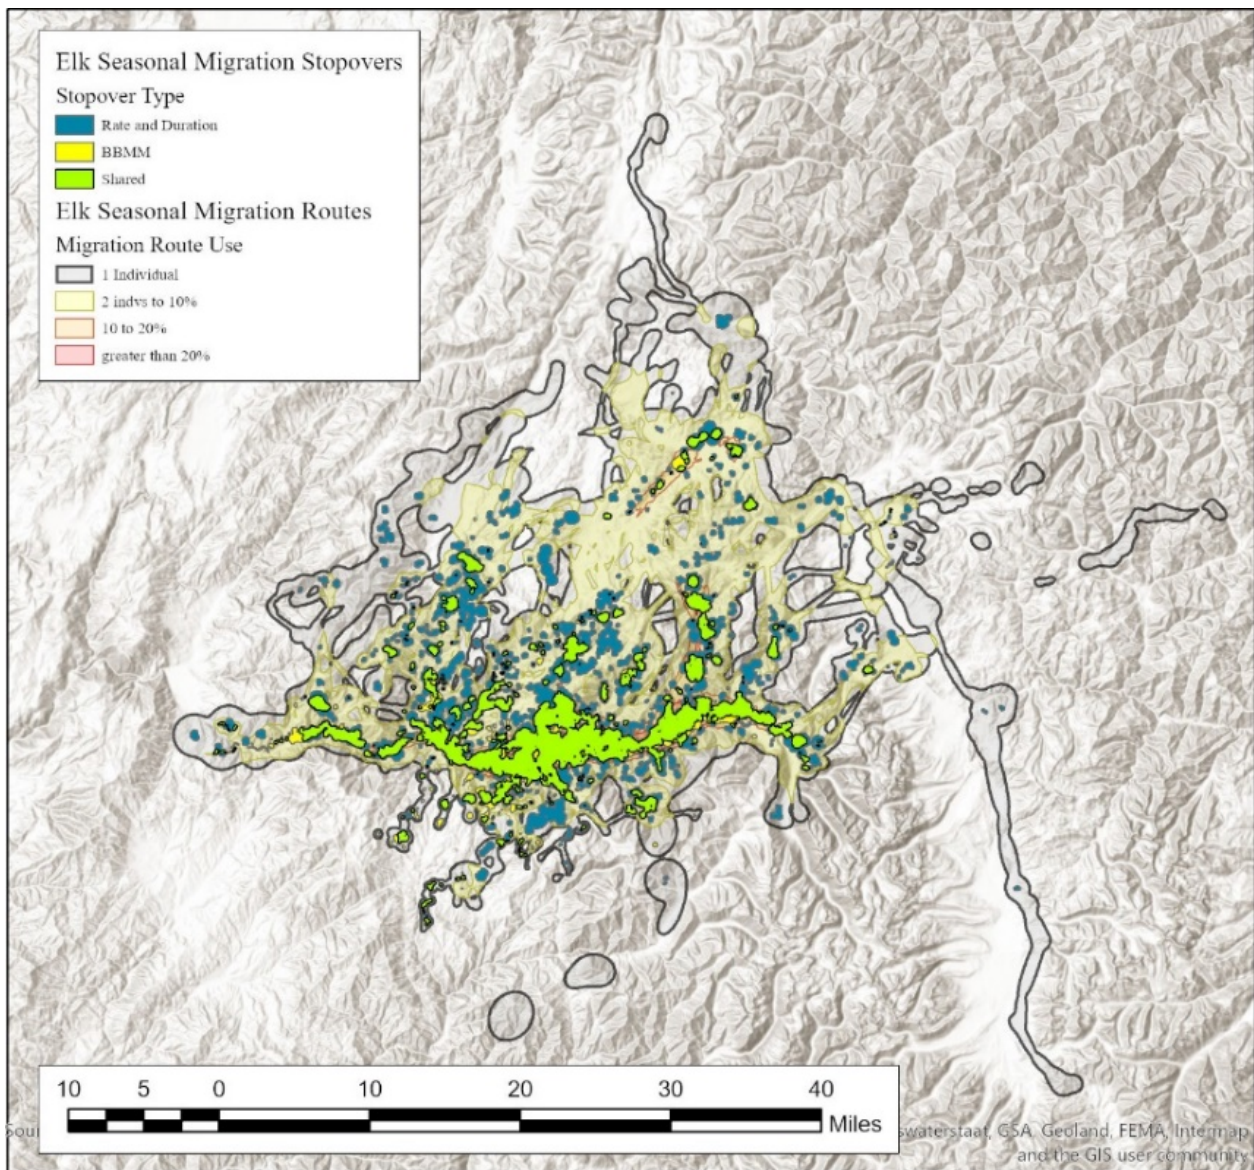 Elk Seasonal Migration Stopovers
Stopover Type
Rate and Duration
BBMM
Shared
Elk Seasonal Migration Routes
Migration Route Use
1 Individual
2 indvs to 10%
10 to 20%
greater than 20%
10 5 0 10 20 30 40
Miles
Sour swaterstaat, GSA, Geoland, FEMA, Intermap
and the GIS user community